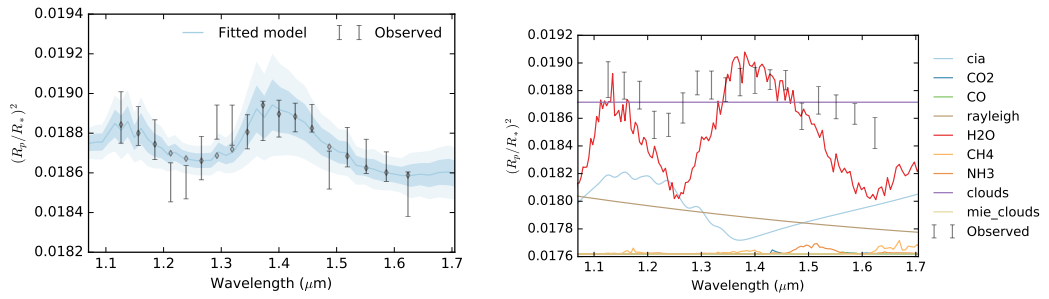 0.0194
0.0192
0.0190
0.0188
0.0186
0.0184
0.0182
(Rp/R*)²
Fitted model
Observed
1.1 1.2 1.3 1.4 1.5 1.6 1.7
Wavelength (μm)
0.0192
0.0190
0.0188
0.0186
0.0184
0.0182
0.0180
0.0178
0.0176
(Rp/R*)²
1.1 1.2 1.3 1.4 1.5 1.6 1.7
Wavelength (μm)
cia
CO2
CO
rayleigh
H2O
CH4
NH3
clouds
mie_clouds
Observed